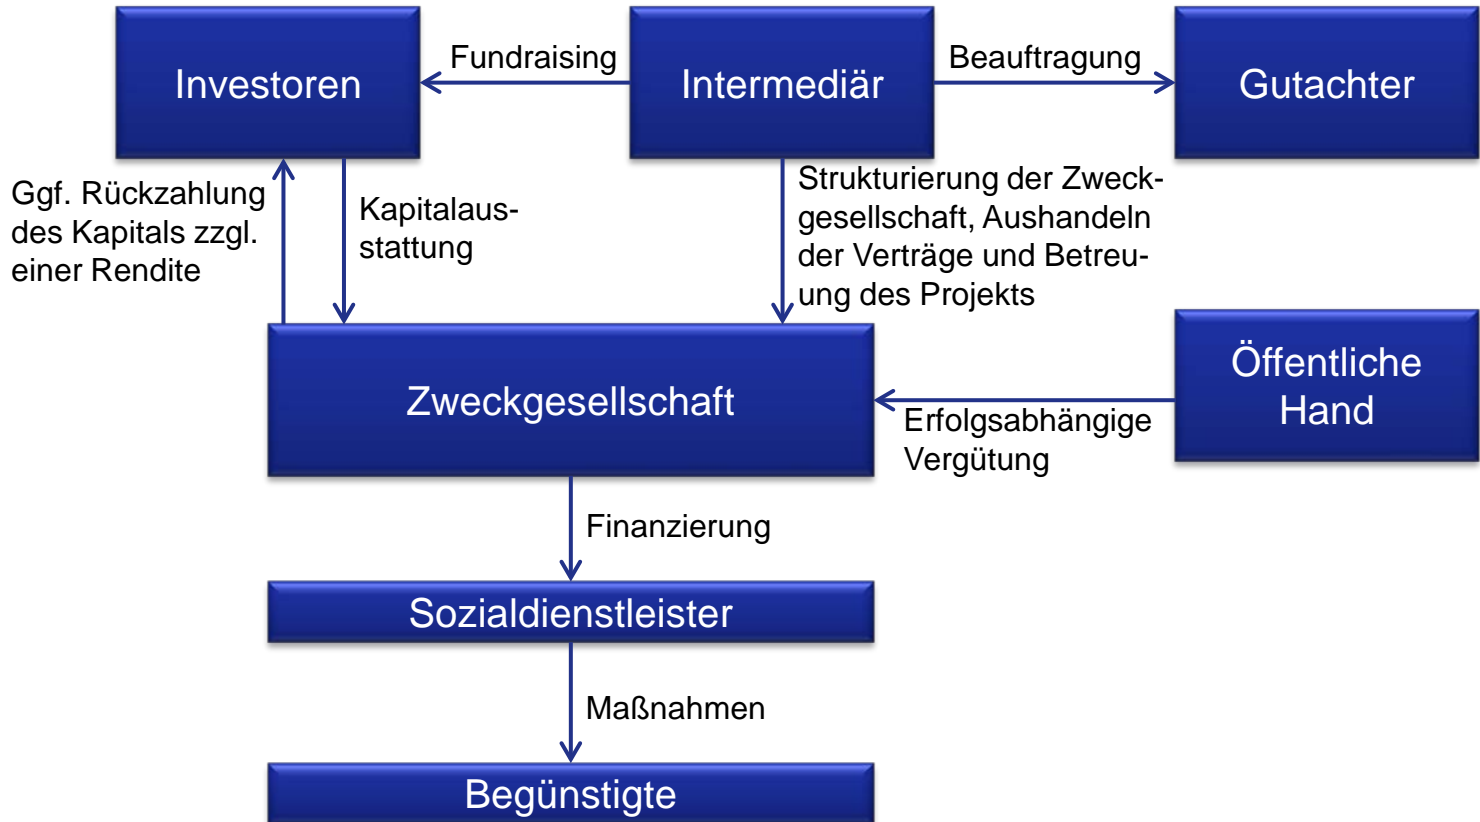 Investoren
Fundraising
Intermediär
Beauftragung
Gutachter
Ggf. Rückzahlung
des Kapitals zzgl.
einer Rendite
Kapitalaus-
stattung
Strukturierung der Zweck-
gesellschaft, Aushandeln
der Verträge und Betreu-
ung des Projekts
Zweckgesellschaft
Erfolgsabhängige
Vergütung
Öffentliche
Hand
Finanzierung
Sozialdienstleister
Maßnahmen
Begünstigte